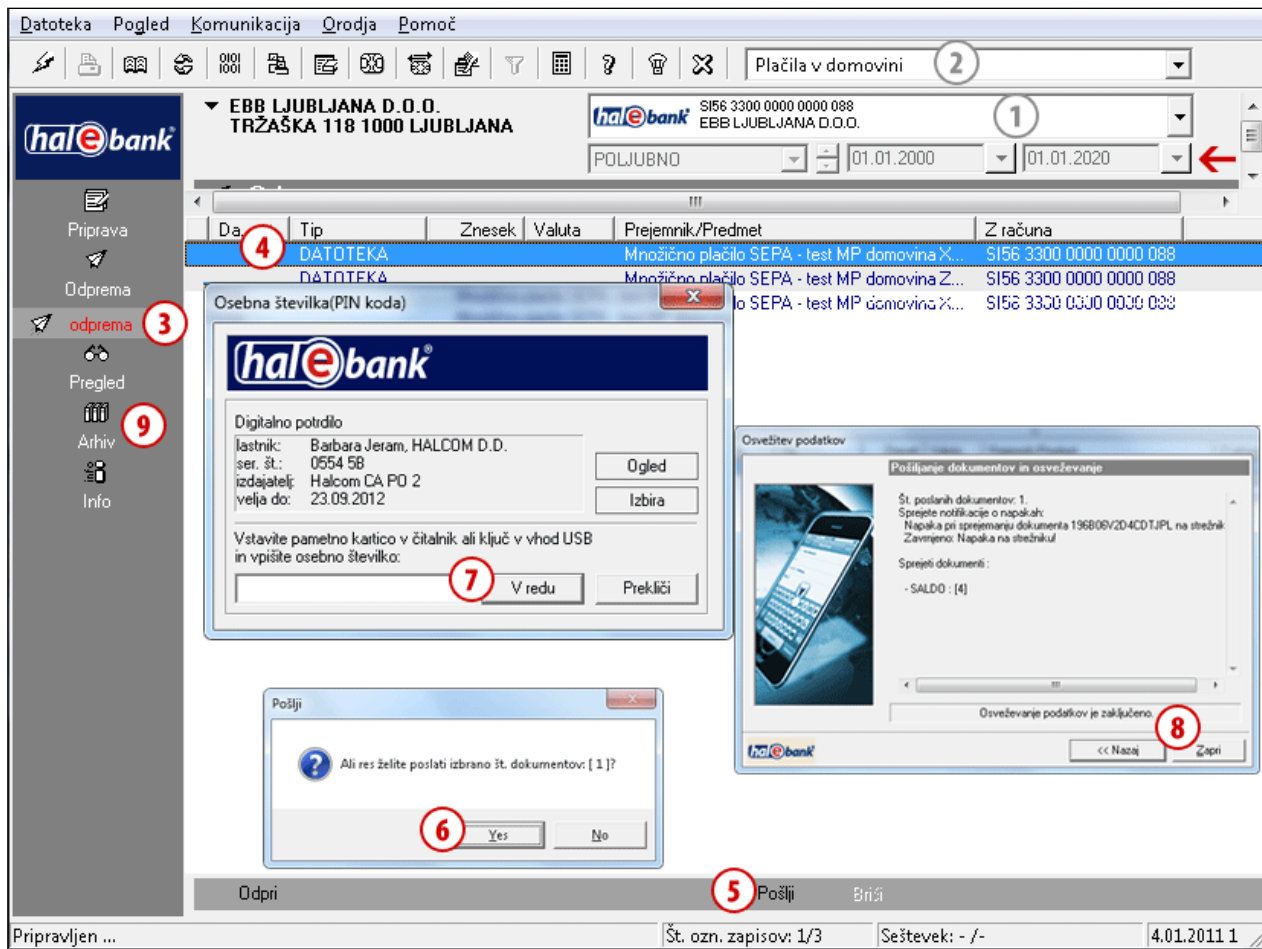 Datoteka Pogled Komunikacija Orodja Pomoč
Plačila v domovini 2
hal e bank
EBB LJUBLJANA D.O.O.
TRŽAŠKA 118 1000 LJUBLJANA
hal e bank
SI56 3300 0000 0000 088
EBB LJUBLJANA D.O.O.
1
POLJUBNO 01.01.2000 01.01.2020
Priprava
Odprema
odprema 3
Pregled
Arhiv 9
Info
Da... Tip Znesek Valuta Prejemnik/Predmet Z računa
4 DATOTEKA Množično plačilo SEPA - test MP domovina X... SI56 3300 0000 0000 088
DATOTEKA Množično plačilo SEPA - test MP domovina Z... SI56 3300 0000 0000 088
lo SEPA - test MP domovina X... SI56 3300 0000 0000 088
Osebna številka(PIN koda)
hal e bank®
Digitalno potrdilo
lastnik: Barbara Jeram, HALCOM D.D.
ser. št.: 0554 5B
izdajatelj: Halcom CA PO 2
velja do: 23.09.2012
Ogled
Izbira
Vstavite pametno kartico v čitalnik ali ključ v vhod USB
in vpišite osebno številko:
7 V redu Prekliči
Osvežitev podatkov
Pošiljanje dokumentov in osveževanje
Št. poslanih dokumentov: 1.
Sprejete notifikacije o napakah:
Napaka pri sprejemanju dokumenta 196B06V2D4CDTJPL na strežnik
Zavrnjeno: Napaka na strežniku!
Sprejeti dokumenti :
- SALDO : [4]
Osveževanje podatkov je zaključeno.
8
hal e bank
<< Nazaj Zapri
Pošlji
Ali res želite poslati izbrano št. dokumentov: [ 1 ]?
6 Yes No
Odpri 5 Pošlji Briši
Pripravljen ... Št. ozn. zapisov: 1/3 Seštevek: - /- 4.01.2011 1